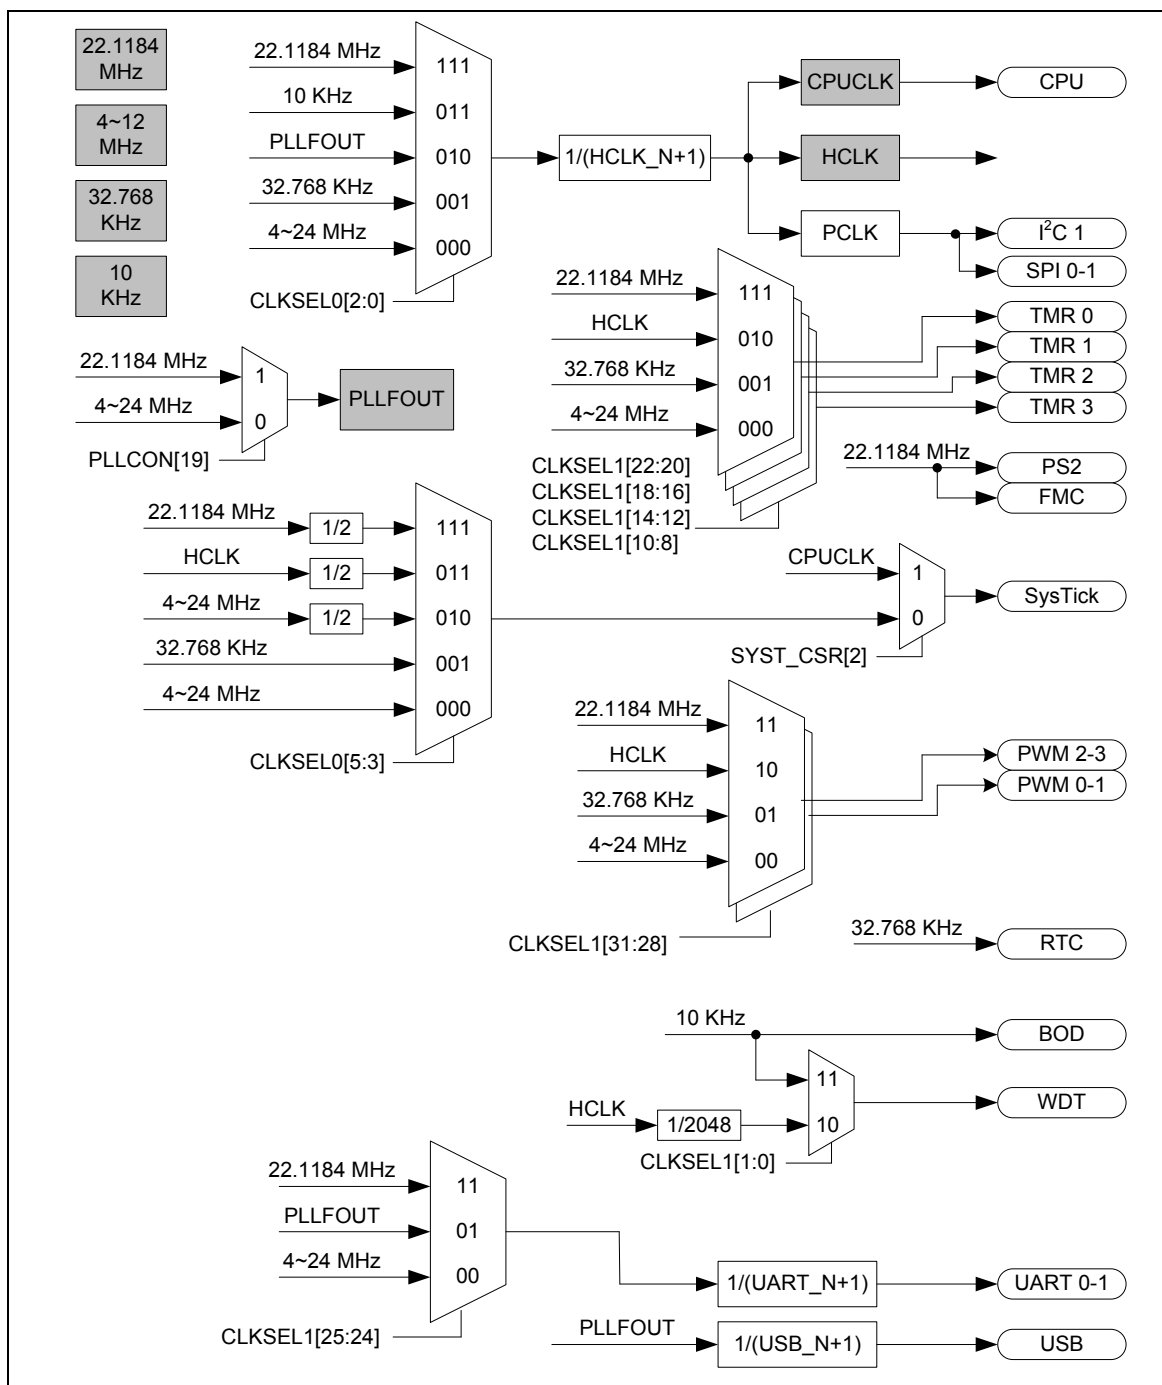 22.1184
MHz
4~12
MHz
32.768
KHz
10
KHz
22.1184 MHz
10 KHz
PLLFOUT
32.768 KHz
4~24 MHz
111
011
010
001
000
CLKSEL0[2:0]
1/(HCLK_N+1)
CPUCLK
CPU
HCLK
PCLK
I2C 1
SPI 0-1
22.1184 MHz
HCLK
32.768 KHz
4~24 MHz
111
010
001
000
CLKSEL1[22:20]
CLKSEL1[18:16]
CLKSEL1[14:12]
CLKSEL1[10:8]
TMR 0
TMR 1
TMR 2
TMR 3
22.1184 MHz
4~24 MHz
1
0
PLLFOUT
PLLCON[19]
22.1184 MHz
PS2
FMC
22.1184 MHz
HCLK
4~24 MHz
32.768 KHz
4~24 MHz
1/2
1/2
1/2
111
011
010
001
000
CLKSEL0[5:3]
CPUCLK
1
0
SYST_CSR[2]
SysTick
22.1184 MHz
HCLK
32.768 KHz
4~24 MHz
11
10
01
00
CLKSEL1[31:28]
PWM 2-3
PWM 0-1
32.768 KHz
RTC
10 KHz
BOD
HCLK
1/2048
11
10
CLKSEL1[1:0]
WDT
22.1184 MHz
PLLFOUT
4~24 MHz
11
01
00
CLKSEL1[25:24]
1/(UART_N+1)
UART 0-1
PLLFOUT
1/(USB_N+1)
USB